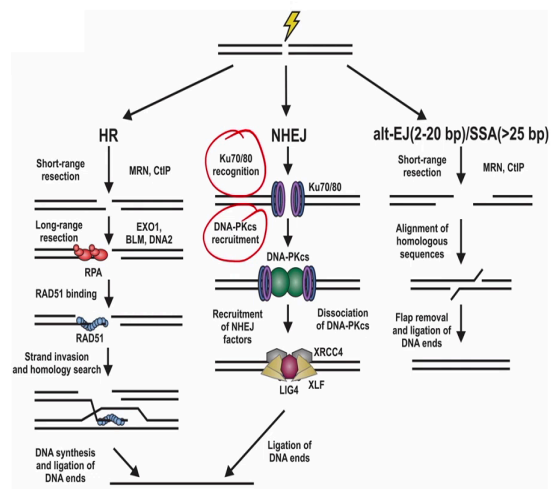 HR
NHEJ
alt-EJ(2-20 bp)/SSA(>25 bp)
Short-range
resection
MRN, CtIP
Long-range
resection
EXO1,
BLM, DNA2
RPA
RAD51 binding
RAD51
Strand invasion
and homology search
DNA synthesis
and ligation of
DNA ends
Ku70/80
recognition
Ku70/80
DNA-PKcs
recruitment
DNA-PKcs
Recruitment
of NHEJ
factors
Dissociation
of DNA-PKcs
XRCC4
LIG4
XLF
Ligation of
DNA ends
Short-range
resection
MRN, CtIP
Alignment of
homologous
sequences
Flap removal
and ligation of
DNA ends